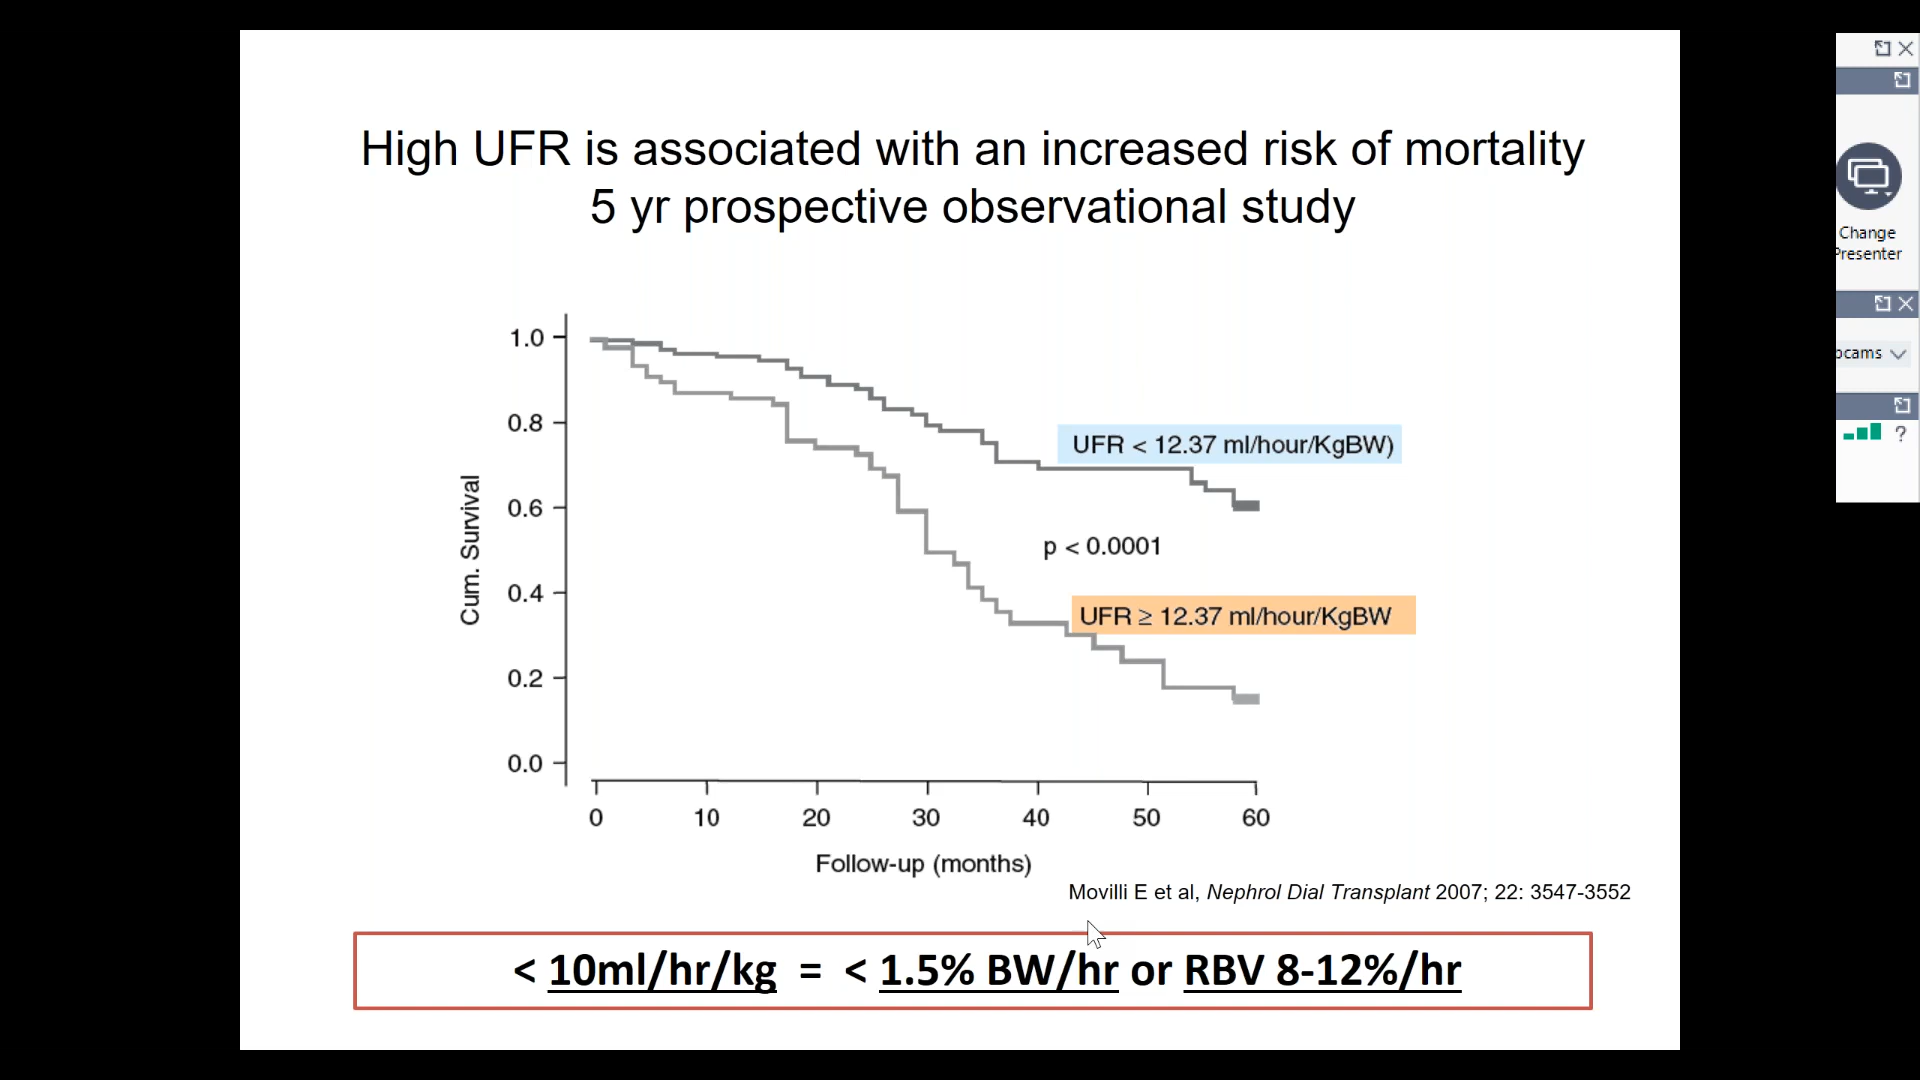 High UFR is associated with an increased risk of mortality
5 yr prospective observational study
1.0
0.8
0.6
0.4
0.2
0.0
Cum. Survival
UFR < 12.37 ml/hour/KgBW)
p < 0.0001
UFR ≥ 12.37 ml/hour/KgBW
0 10 20 30 40 50 60
Follow-up (months)
Movilli E et al, Nephrol Dial Transplant 2007; 22: 3547-3552
< 10ml/hr/kg = < 1.5% BW/hr or RBV 8-12%/hr
Change
Presenter
?